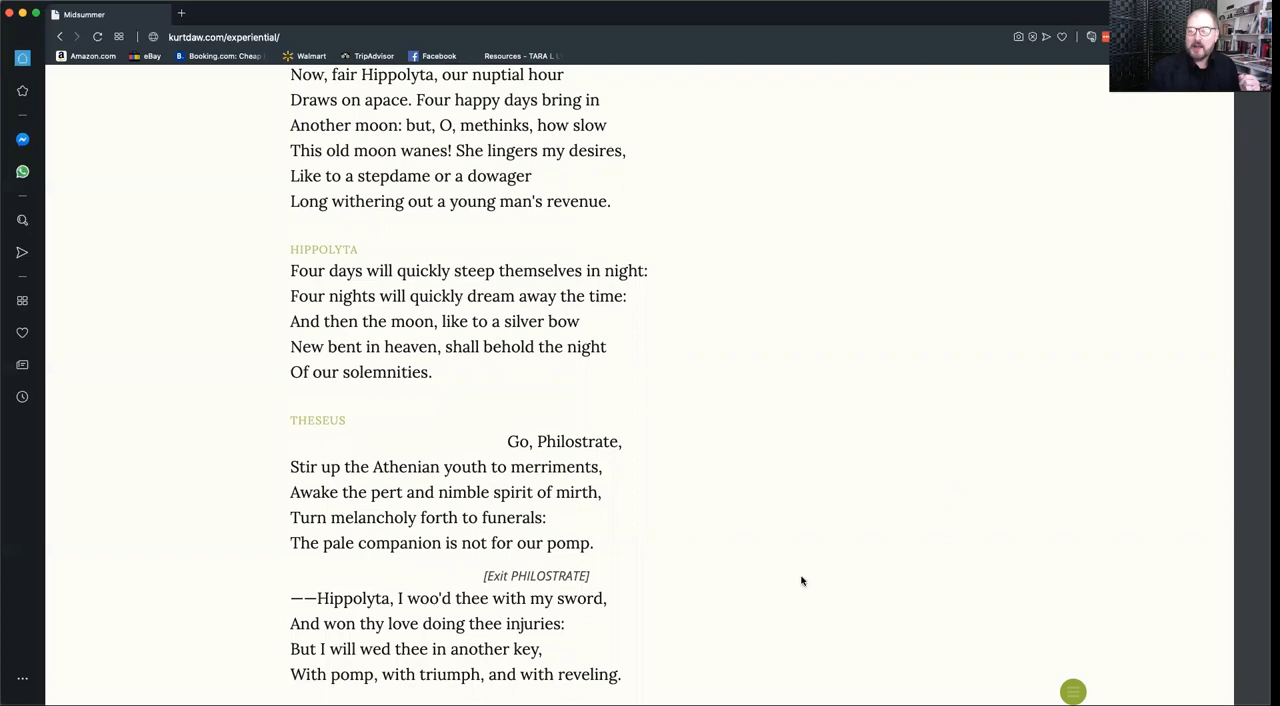 Midsummer
kurtdaw.com/experiential/
Amazon.com eBay Booking.com: Cheap Walmart TripAdvisor Facebook Resources - TARA L
Now, fair Hippolyta, our nuptial hour
Draws on apace. Four happy days bring in
Another moon: but, O, methinks, how slow
This old moon wanes! She lingers my desires,
Like to a stepdame or a dowager
Long withering out a young man's revenue.
HIPPOLYTA
Four days will quickly steep themselves in night:
Four nights will quickly dream away the time:
And then the moon, like to a silver bow
New bent in heaven, shall behold the night
Of our solemnities.
THESEUS
Go, Philostrate,
Stir up the Athenian youth to merriments,
Awake the pert and nimble spirit of mirth,
Turn melancholy forth to funerals:
The pale companion is not for our pomp.
[Exit PHILOSTRATE]
——Hippolyta, I woo'd thee with my sword,
And won thy love doing thee injuries:
But I will wed thee in another key,
With pomp, with triumph, and with reveling.